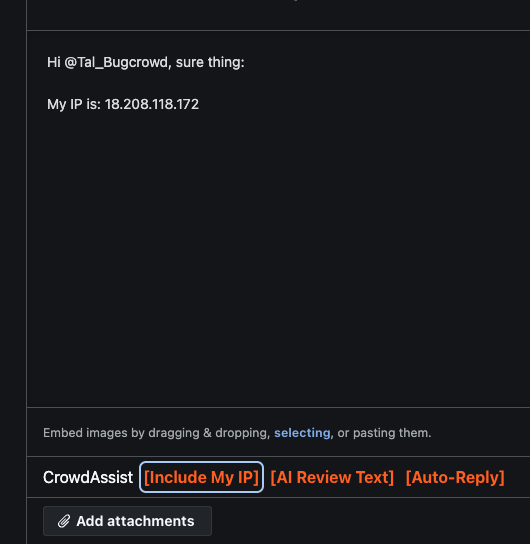 Hi @Tal_Bugcrowd, sure thing:
My IP is: 18.208.118.172
Embed images by dragging & dropping, selecting, or pasting them.
CrowdAssist [Include My IP] [AI Review Text] [Auto-Reply]
Add attachments